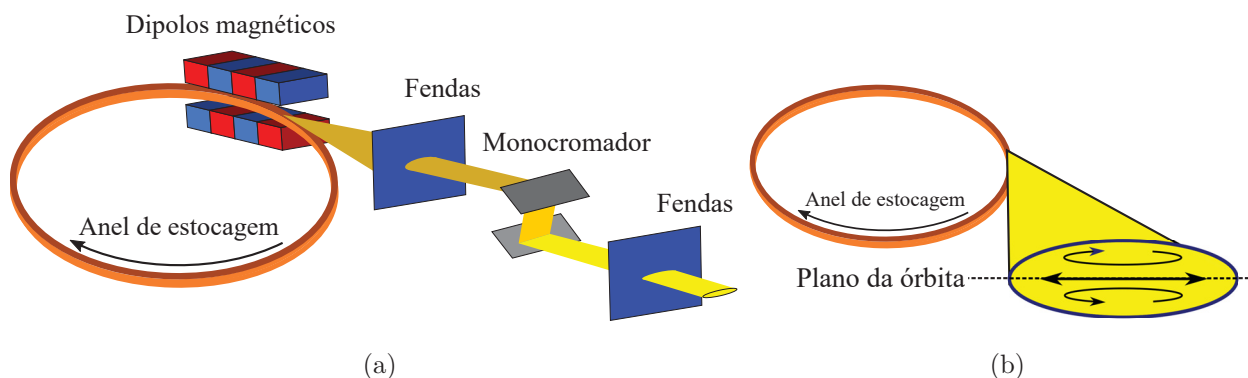 Dipolos magnéticos
Fendas
Monocromador
Fendas
Anel de estocagem
(a)
Anel de estocagem
Plano da órbita
(b)